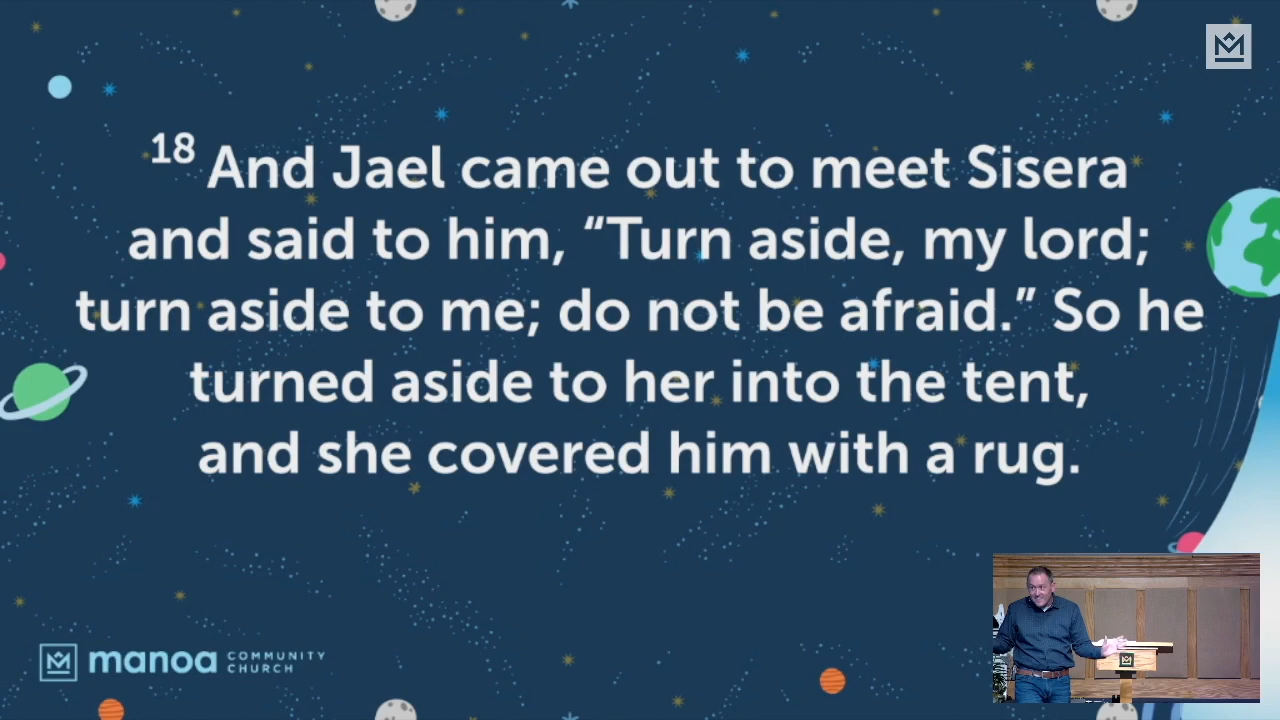 18 And Jael came out to meet Sisera
and said to him, “Turn aside, my lord;
turn aside to me; do not be afraid.” So he
turned aside to her into the tent,
and she covered him with a rug.
manoa COMMUNITY
CHURCH